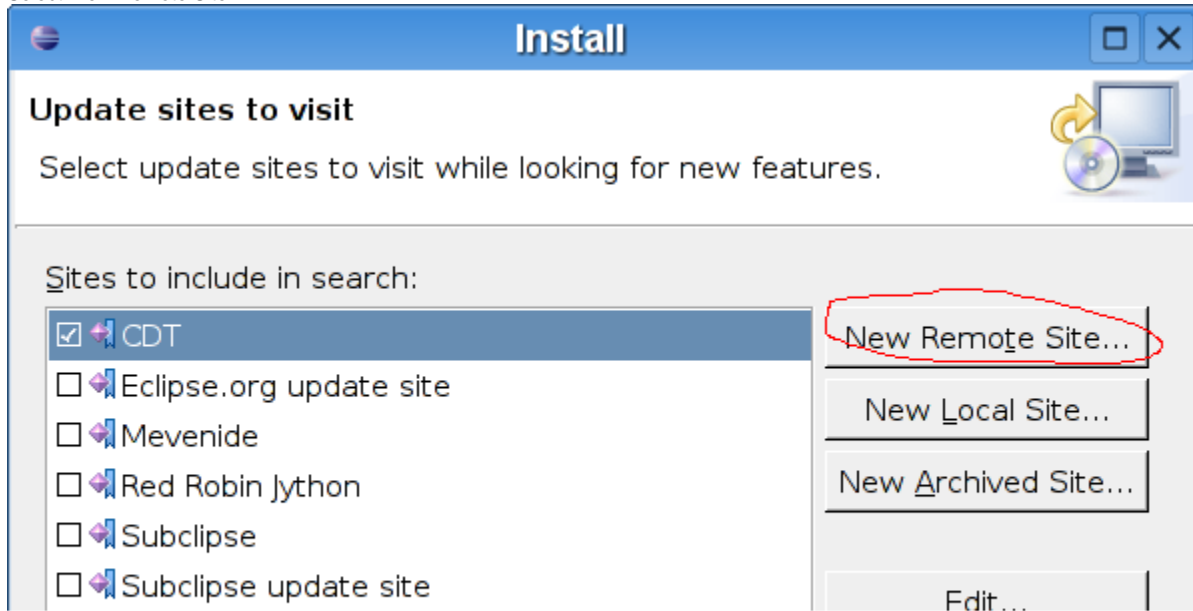 Install
Update sites to visit
Select update sites to visit while looking for new features.
Sites to include in search:
CDT
Eclipse.org update site
Mevenide
Red Robin Jython
Subclipse
Subclipse update site
New Remote Site...
New Local Site...
New Archived Site...
Edit...